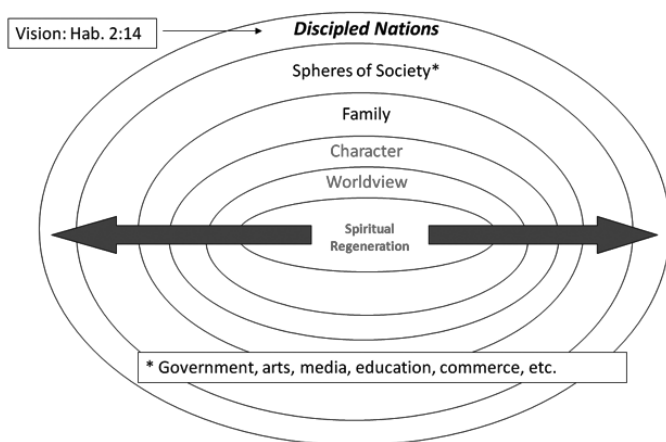 Vision: Hab. 2:14
Discipled Nations
Spheres of Society*
Family
Character
Worldview
Spiritual
Regeneration
* Government, arts, media, education, commerce, etc.